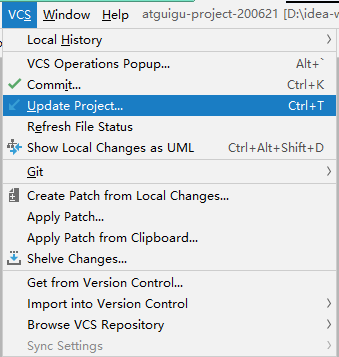 VCS Window Help atguigu-project-200621 [D:\idea-w
Local History
VCS Operations Popup... Alt+`
Commit... Ctrl+K
Update Project... Ctrl+T
Refresh File Status
Show Local Changes as UML Ctrl+Alt+Shift+D
Git
Create Patch from Local Changes...
Apply Patch...
Apply Patch from Clipboard...
Shelve Changes...
Get from Version Control...
Import into Version Control
Browse VCS Repository
Sync Settings